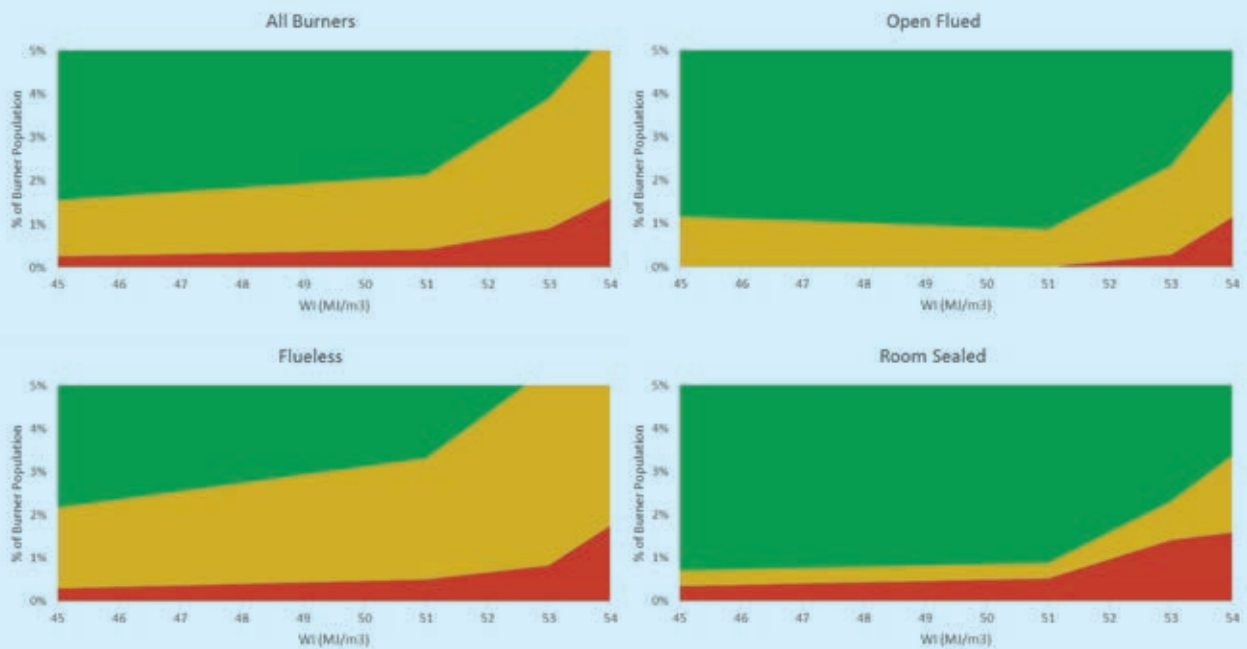 All Burners
5%
4%
3%
2%
1%
0%
% of Burner Population
45 46 47 48 49 50 51 52 53 54
WI (MJ/m3)
Open Flued
5%
4%
3%
2%
1%
0%
% of Burner Population
45 46 47 48 49 50 51 52 53 54
WI (MJ/m3)
Flueless
5%
4%
3%
2%
1%
0%
% of Burner Population
45 46 47 48 49 50 51 52 53 54
WI (MJ/m3)
Room Sealed
5%
4%
3%
2%
1%
0%
% of Burner Population
45 46 47 48 49 50 51 52 53 54
WI (MJ/m3)